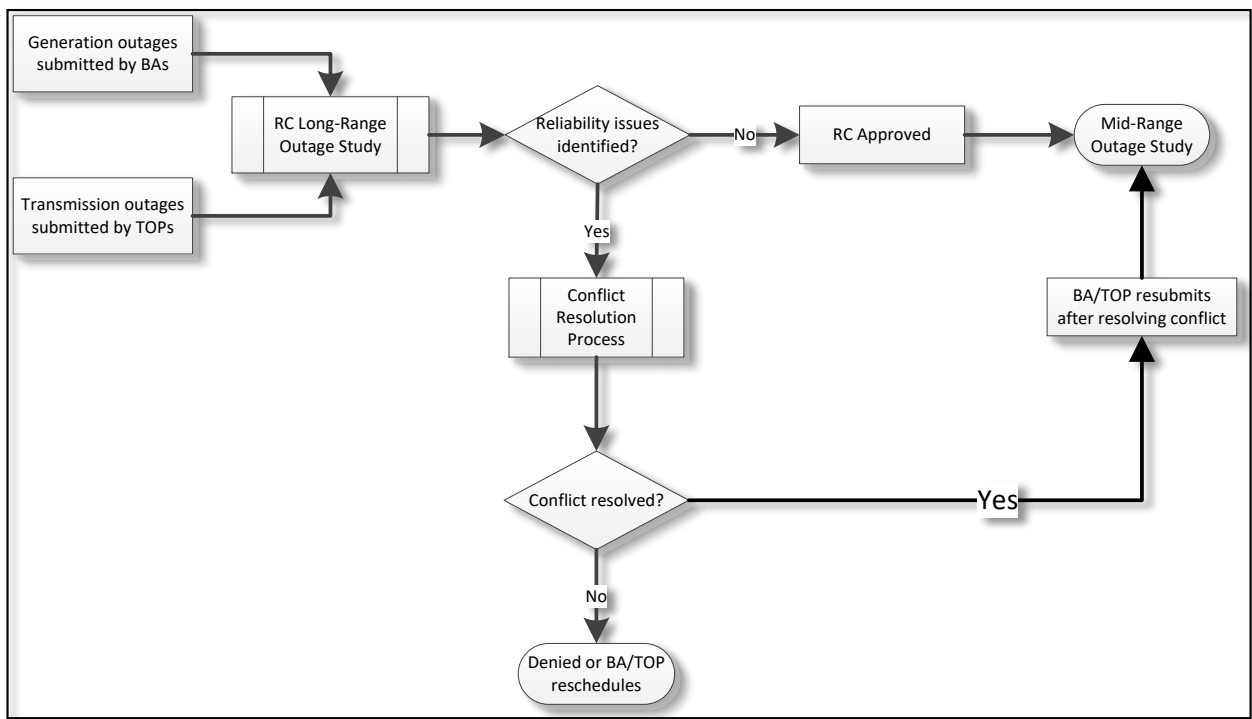 Generation outages
submitted by BAs
RC Long-Range
Outage Study
Transmission outages
submitted by TOPs
Reliability issues
identified?
No
RC Approved
Mid-Range
Outage Study
Yes
Conflict
Resolution
Process
BA/TOP resubmits
after resolving conflict
Conflict resolved?
Yes
No
Denied or BA/TOP
reschedules